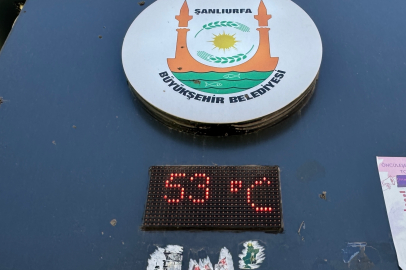 ŞANLIURFA
BÜYÜKŞEHİR BELEDİYESİ
53 °C